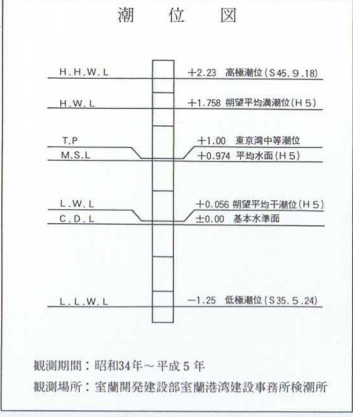 潮位図
H.H.W.L +2.23 高極潮位(S45.9.18)
H.W.L +1.758 朔望平均満潮位(H5)
T.P +1.00 東京湾中等潮位
M.S.L +0.974 平均水面(H5)
L.W.L +0.056 朔望平均干潮位(H5)
C.D.L ±0.00 基本水準面
L.L.W.L −1.25 低極潮位(S35.5.24)
観測期間：昭和34年～平成5年
観測場所：室蘭開発建設部室蘭港湾建設事務所検潮所